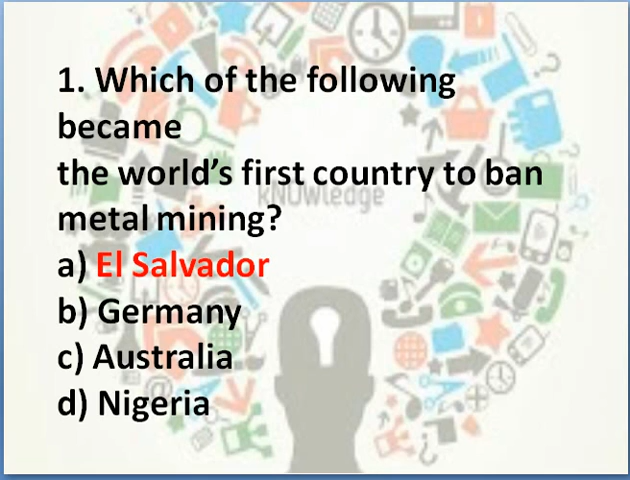 1. Which of the following
became
the world's first country to ban
knowledge
metal mining?
a) El Salvador
b) Germany
c) Australia
d) Nigeria